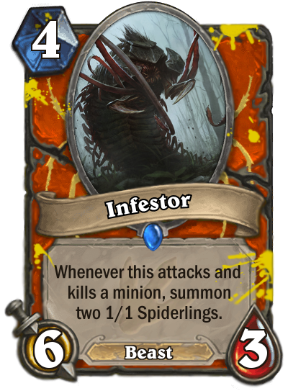 4
Infestor
Whenever this attacks and
kills a minion, summon
two 1/1 Spiderlings.
6
Beast
3